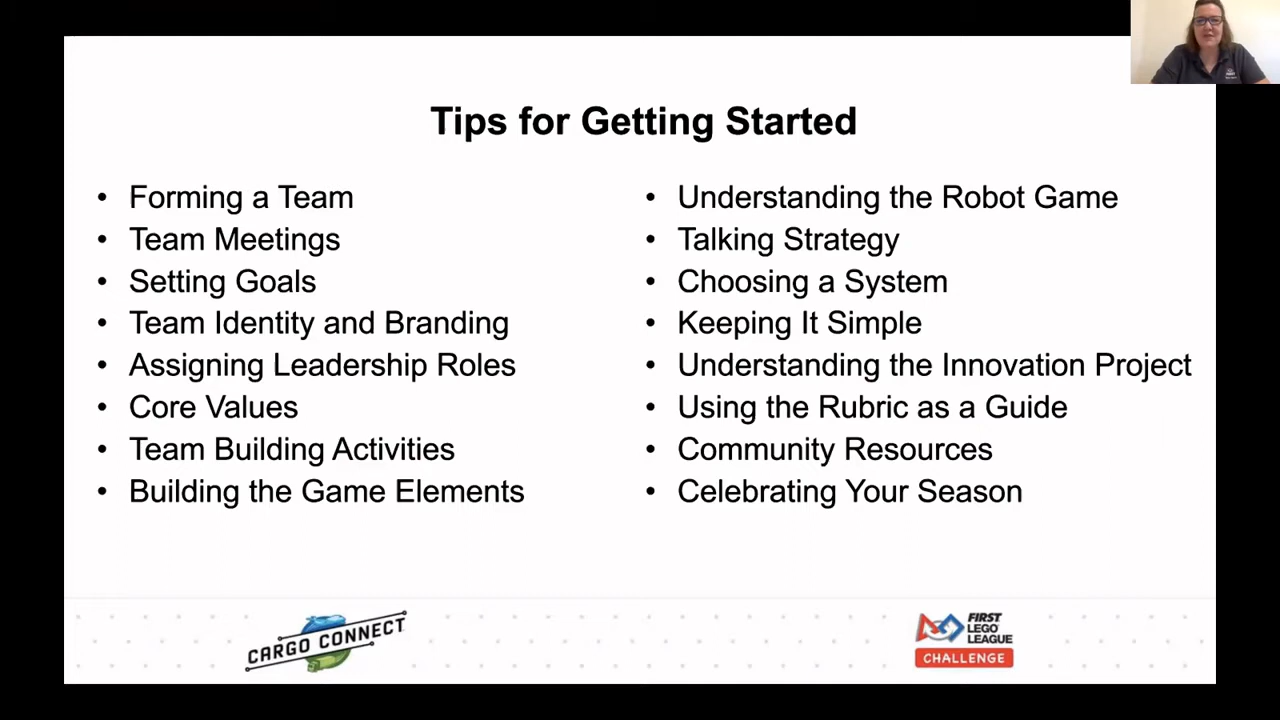 Tips for Getting Started
• Forming a Team
• Team Meetings
• Setting Goals
• Team Identity and Branding
• Assigning Leadership Roles
• Core Values
• Team Building Activities
• Building the Game Elements
• Understanding the Robot Game
• Talking Strategy
• Choosing a System
• Keeping It Simple
• Understanding the Innovation Project
• Using the Rubric as a Guide
• Community Resources
• Celebrating Your Season
CARGO CONNECT
FIRST
LEGO
LEAGUE
CHALLENGE